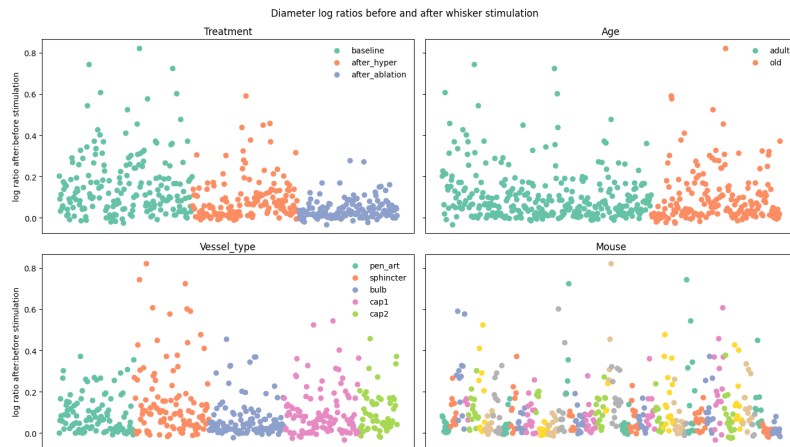 Diameter log ratios before and after whisker stimulation
Treatment
Age
log ratio after:before stimulation
0.8
0.6
0.4
0.2
0.0
baseline
after_hyper
after_ablation
adult
old
Vessel_type
Mouse
log ratio after:before stimulation
0.8
0.6
0.4
0.2
0.0
pen_art
sphincter
bulb
cap1
cap2